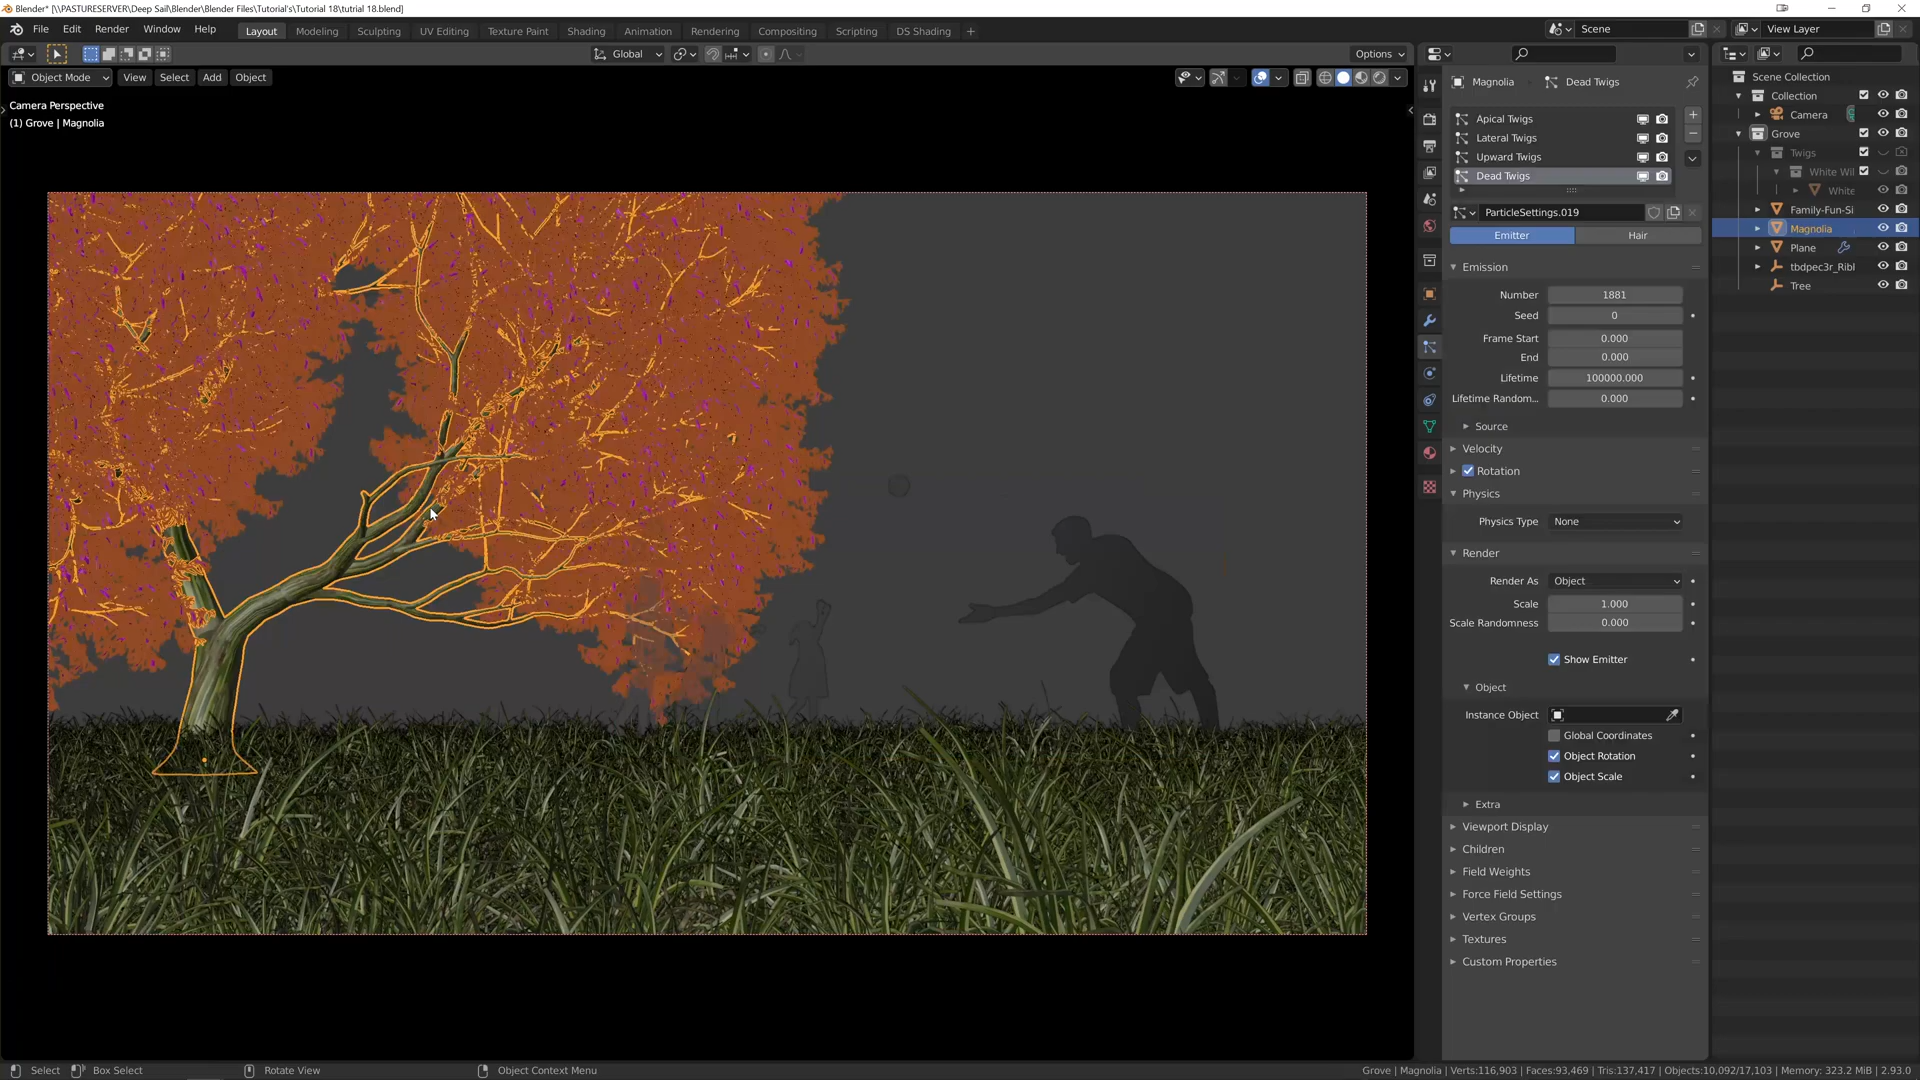 Blender* [\\PASTURESERVER\Deep Sail\Blender\Blender Files\Tutorial's\Tutorial 18\tutrial 18.blend]
File Edit Render Window Help Layout Modeling Sculpting UV Editing Texture Paint Shading Animation Rendering Compositing Scripting DS Shading + Scene View Layer
Global Options
Object Mode View Select Add Object
Camera Perspective
(1) Grove | Magnolia
Magnolia Dead Twigs
Apical Twigs
Lateral Twigs
Upward Twigs
Dead Twigs
ParticleSettings.019
Emitter Hair
Emission
Number 1881
Seed 0
Frame Start 0.000
End 0.000
Lifetime 100000.000
Lifetime Random... 0.000
Source
Velocity
Rotation
Physics
Physics Type None
Render
Render As Object
Scale 1.000
Scale Randomness 0.000
Show Emitter
Object
Instance Object
Global Coordinates
Object Rotation
Object Scale
Extra
Viewport Display
Children
Field Weights
Force Field Settings
Vertex Groups
Textures
Custom Properties
Scene Collection
Collection
Camera
Grove
Twigs
White Wil
White
Family-Fun-Si
Magnolia
Plane
tbdpec3r_Ribl
Tree
Select Box Select Rotate View Object Context Menu Grove | Magnolia | Verts:116,903 | Faces:93,469 | Tris:137,417 | Objects:10,092/17,103 | Memory: 323.2 MiB | 2.93.0